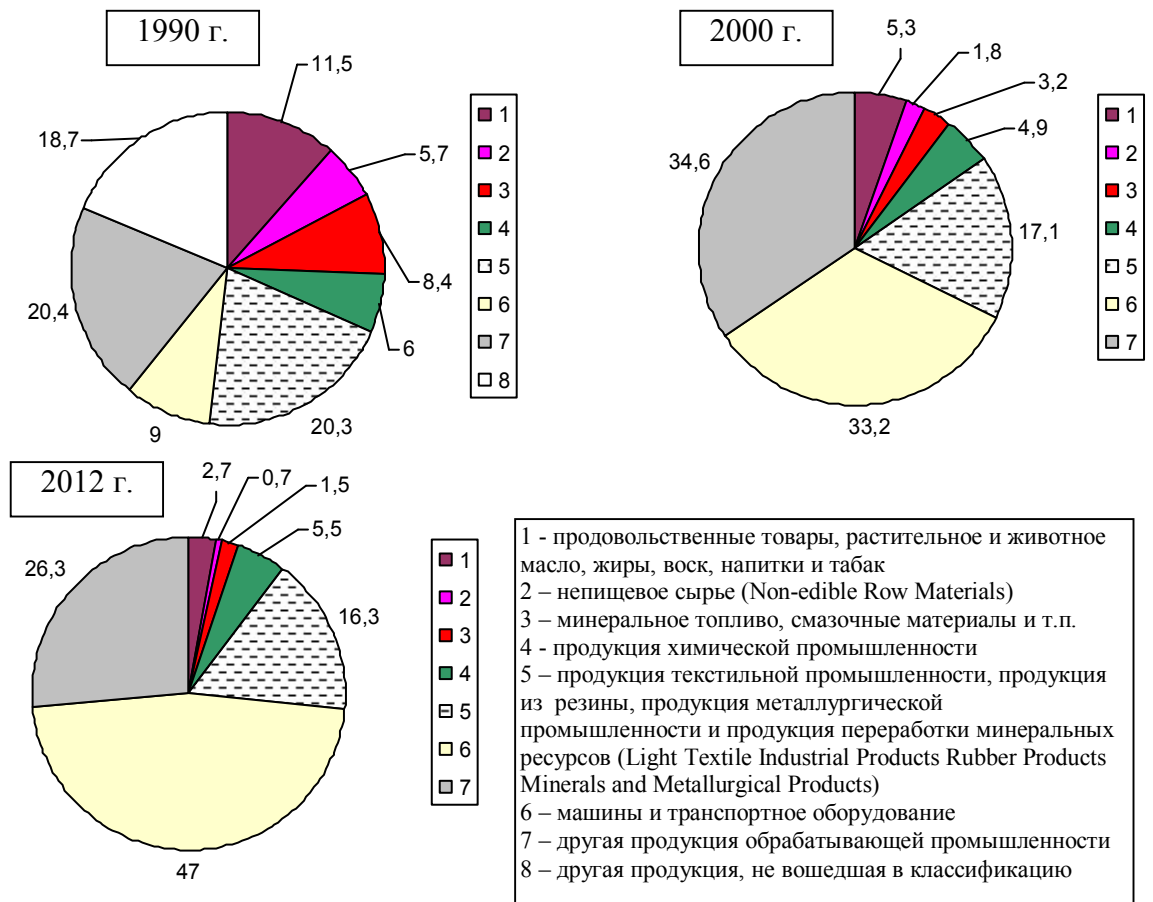 1990 г.
11,5
5,7
8,4
6
20,3
9
20,4
18,7
1
2
3
4
5
6
7
8
2000 г.
5,3
1,8
3,2
4,9
17,1
33,2
34,6
1
2
3
4
5
6
7
2012 г.
2,7
0,7
1,5
5,5
16,3
47
26,3
1
2
3
4
5
6
7
1 - продовольственные товары, растительное и животное
масло, жиры, воск, напитки и табак
2 – непищевое сырье (Non-edible Row Materials)
3 – минеральное топливо, смазочные материалы и т.п.
4 - продукция химической промышленности
5 – продукция текстильной промышленности, продукция
из резины, продукция металлургической
промышленности и продукция переработки минеральных
ресурсов (Light Textile Industrial Products Rubber Products
Minerals and Metallurgical Products)
6 – машины и транспортное оборудование
7 – другая продукция обрабатывающей промышленности
8 – другая продукция, не вошедшая в классификацию